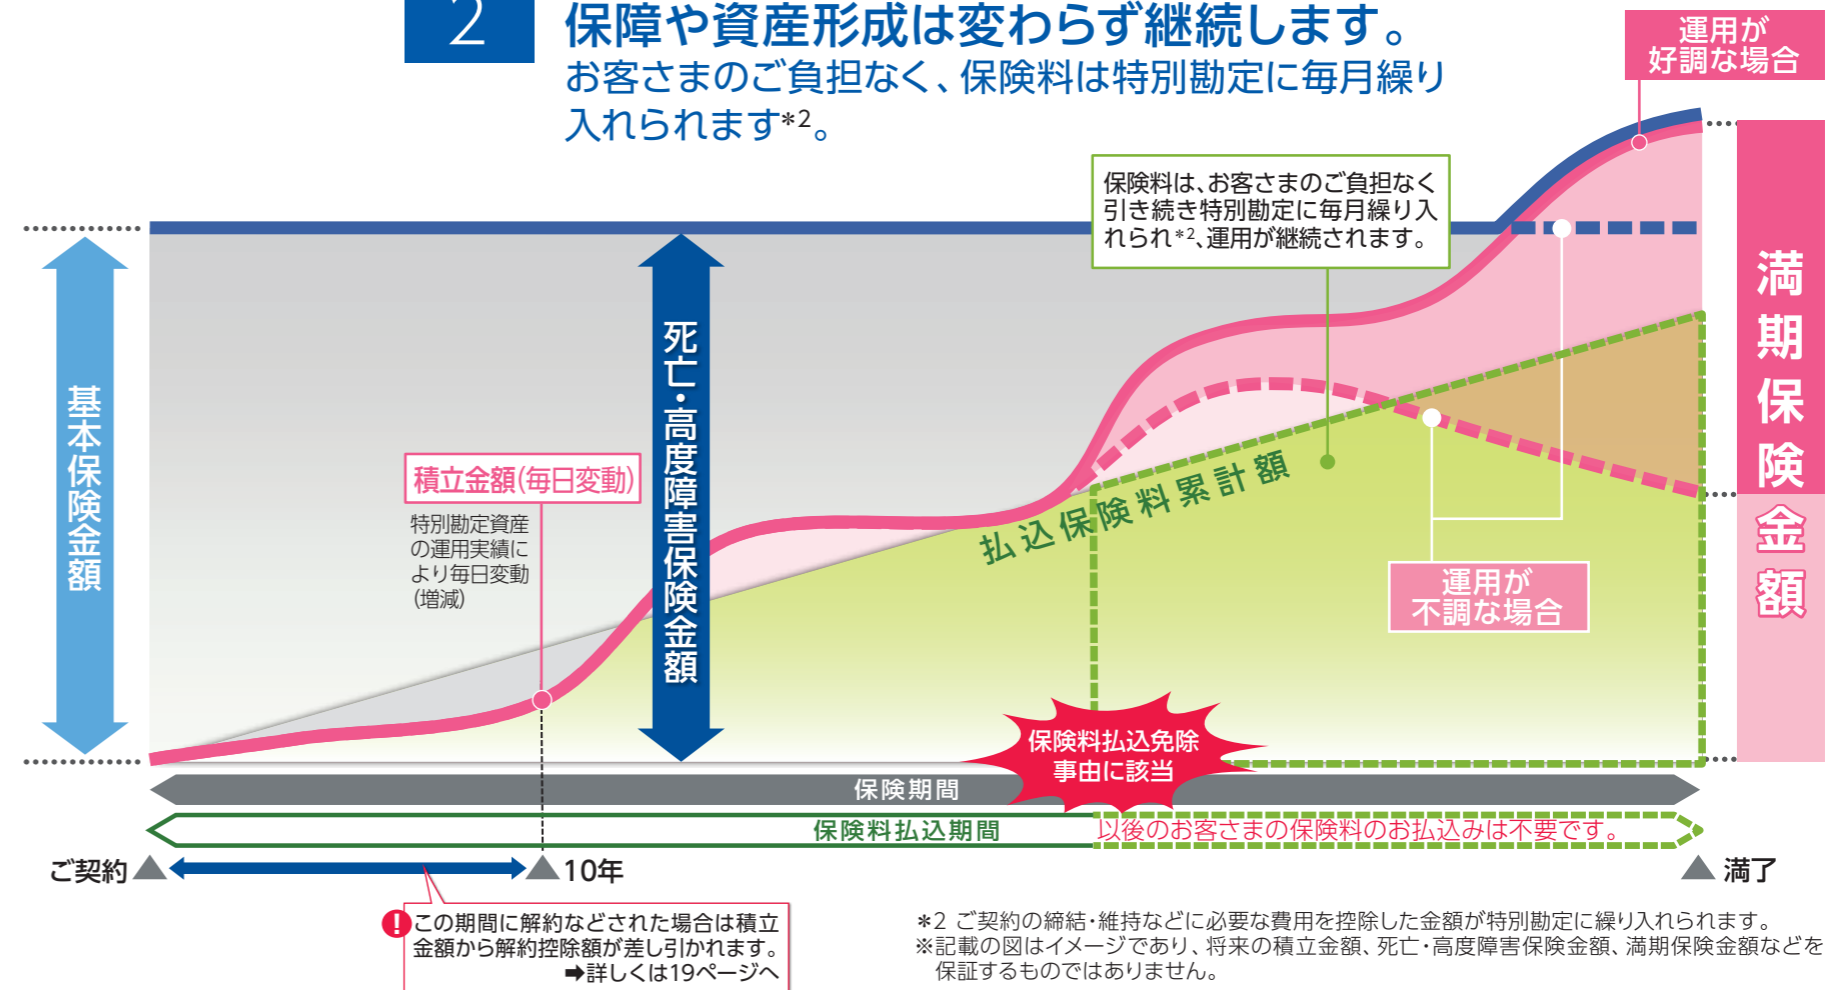 2
保障や資産形成は変わらず継続します。
お客さまのご負担なく、保険料は特別勘定に毎月繰り
入れられます*2。
運用が
好調な場合
保険料は、お客さまのご負担なく
引き続き特別勘定に毎月繰り入
れられ*2、運用が継続されます。
基本保険金額
死亡・高度障害保険金額
満期保険金額
積立金額(毎日変動)
特別勘定資産
の運用実績に
より毎日変動
(増減)
払込保険料累計額
運用が
不調な場合
保険料払込免除
事由に該当
保険期間
保険料払込期間
以後のお客さまの保険料のお払込みは不要です。
ご契約
10年
満了
!この期間に解約などされた場合は積立
金額から解約控除額が差し引かれます。
➡詳しくは19ページへ
*2 ご契約の締結・維持などに必要な費用を控除した金額が特別勘定に繰り入れられます。
※記載の図はイメージであり、将来の積立金額、死亡・高度障害保険金額、満期保険金額などを
保証するものではありません。